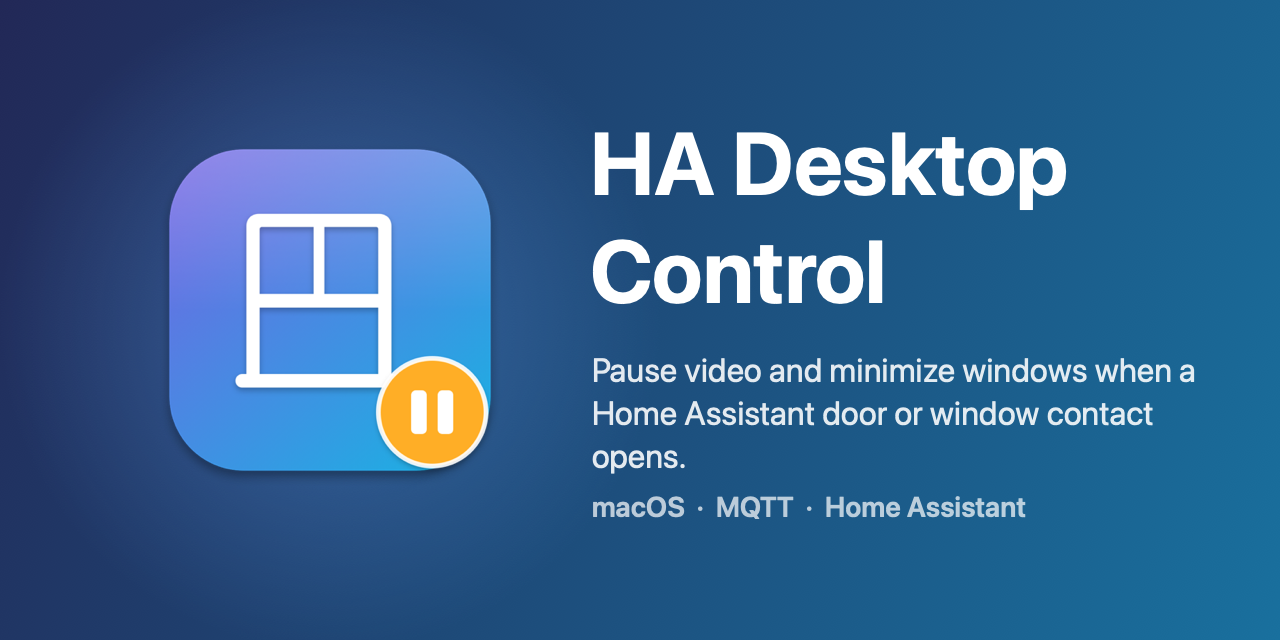 HA Desktop
Control
Pause video and minimize windows when a
Home Assistant door or window contact
opens.
macOS · MQTT · Home Assistant